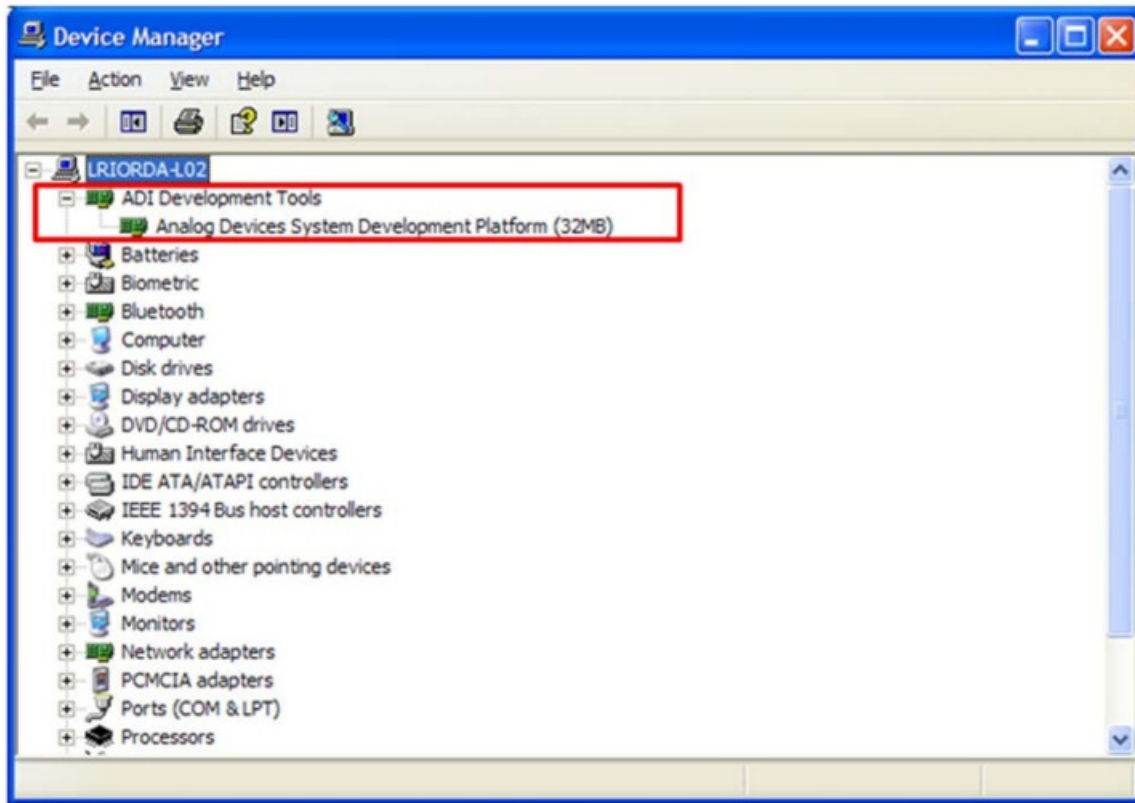 Device Manager
File Action View Help
LRIORDA-L02
ADI Development Tools
Analog Devices System Development Platform (32MB)
Batteries
Biometric
Bluetooth
Computer
Disk drives
Display adapters
DVD/CD-ROM drives
Human Interface Devices
IDE ATA/ATAPI controllers
IEEE 1394 Bus host controllers
Keyboards
Mice and other pointing devices
Modems
Monitors
Network adapters
PCMCIA adapters
Ports (COM & LPT)
Processors